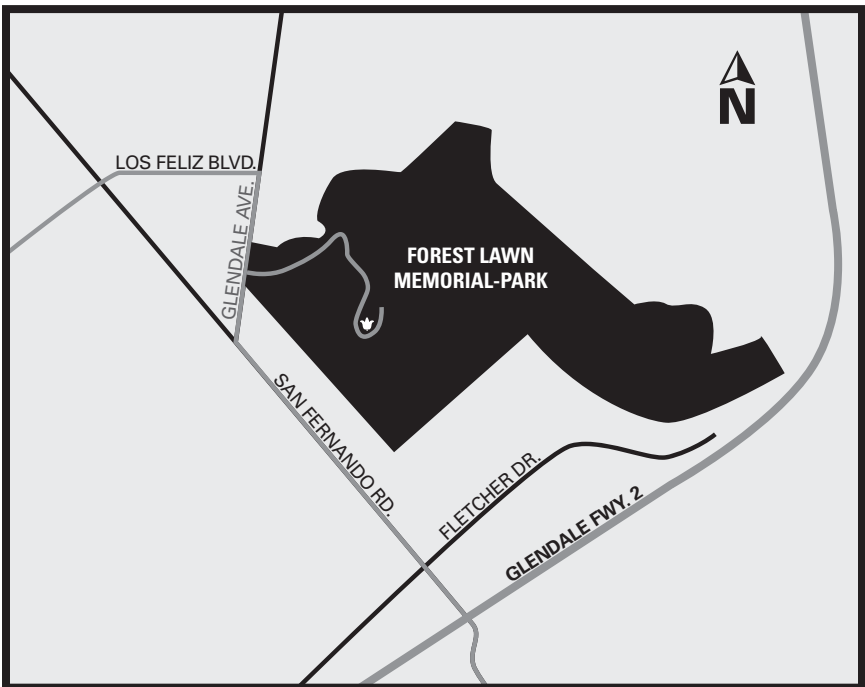 N
LOS FELIZ BLVD.
GLENDALE AVE.
FOREST LAWN
MEMORIAL-PARK
SAN FERNANDO RD.
FLETCHER DR.
GLENDALE FWY. 2